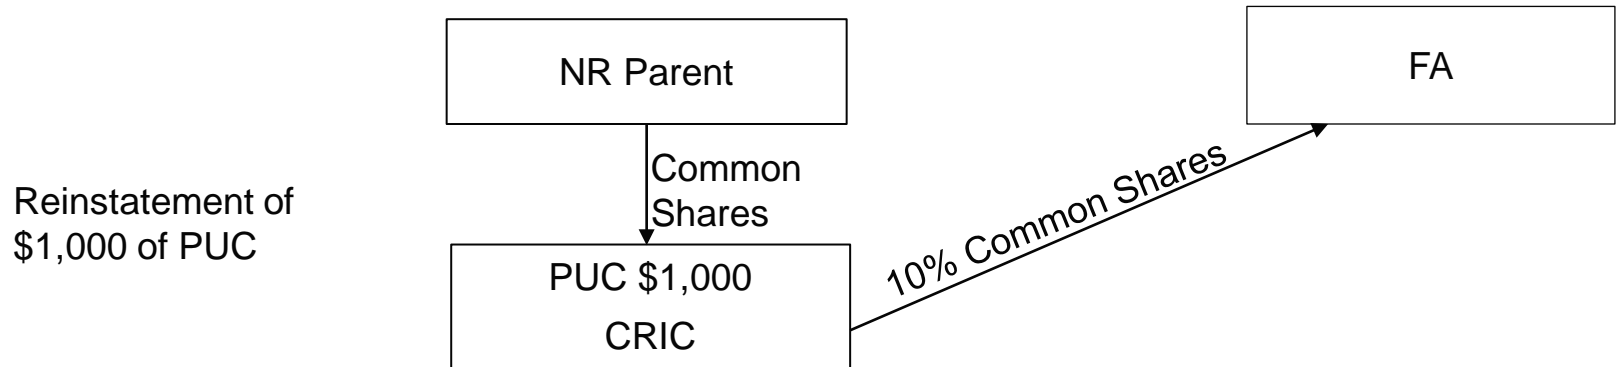 NR Parent
FA
Common
Shares
10% Common Shares
Reinstatement of
$1,000 of PUC
PUC $1,000
CRIC